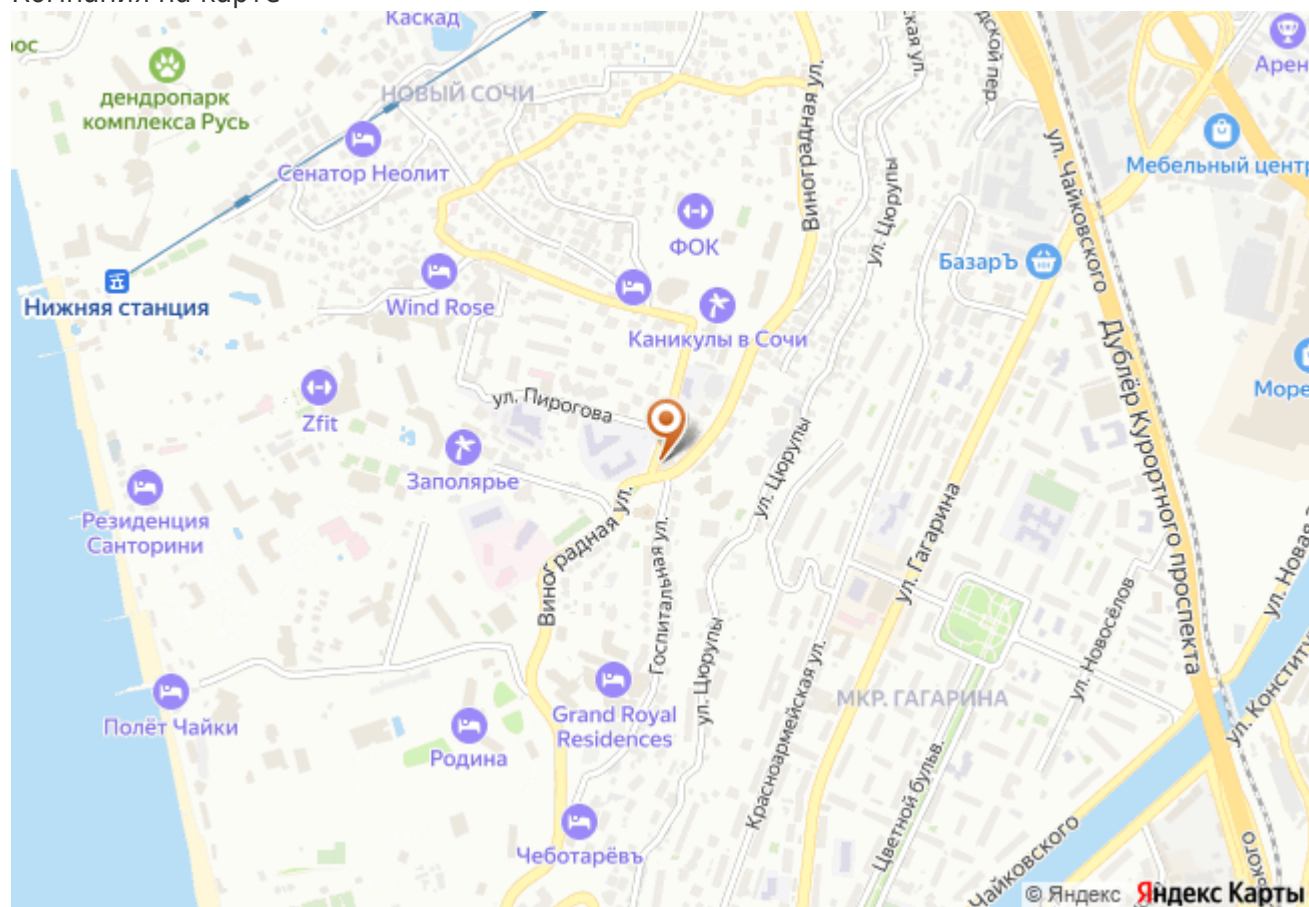 Компания на карте
Каскад
дендропарк
комплекса Русь
НОВЫЙ СОЧИ
Сенатор Неолит
Виноградная ул.
ул. Цюрупы
ул. Чайковского
Мебельный центр
ФОК
БазарЪ
Нижняя станция
Wind Rose
Каникулы в Сочи
Дублёр Курортного проспекта
Море
Zfit
ул. Пирогова
Заполярье
ул. Цюрупы
ул. Гагарина
Резиденция
Санторини
Виноградная ул.
Госпитальная ул.
ул. Новосёлов
ул. Новая
ул. Цюрупы
Красноармейская ул.
МКР. ГАГАРИНА
Полёт Чайки
Родина
Grand Royal
Residences
Цветной бульв.
Чеботарёвъ
Чайковского
© Яндекс Яндекс Карты